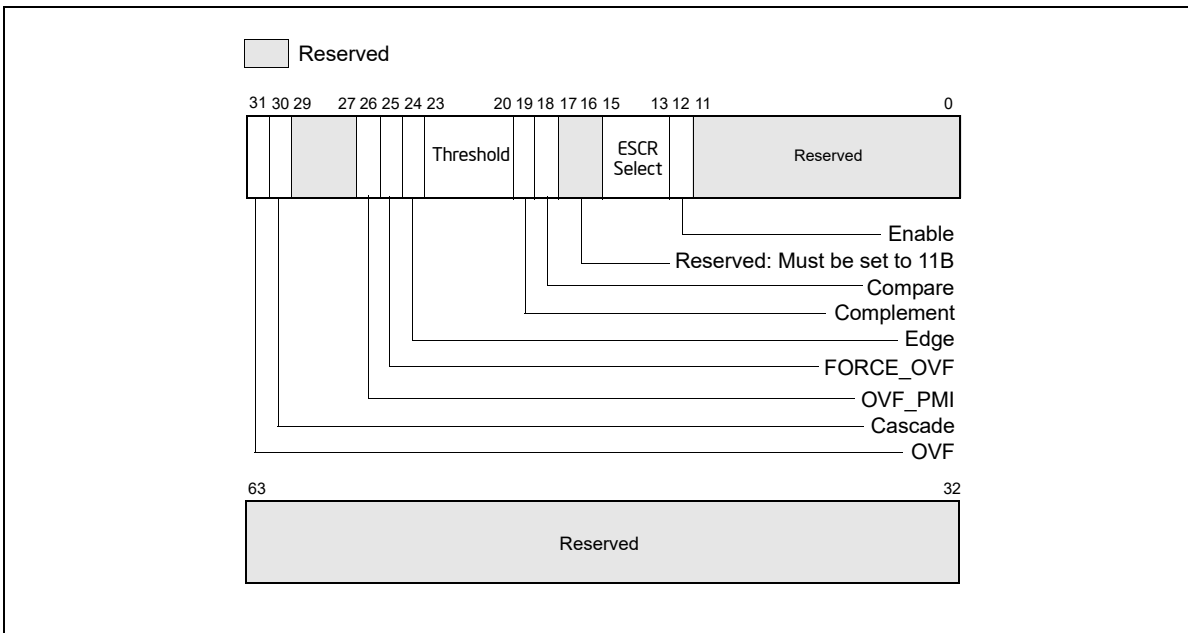 Reserved
31 30 29 27 26 25 24 23 20 19 18 17 16 15 13 12 11 0
Threshold ESCR Reserved
Select
Enable
Reserved: Must be set to 11B
Compare
Complement
Edge
FORCE_OVF
OVF_PMI
Cascade
OVF
63 32
Reserved